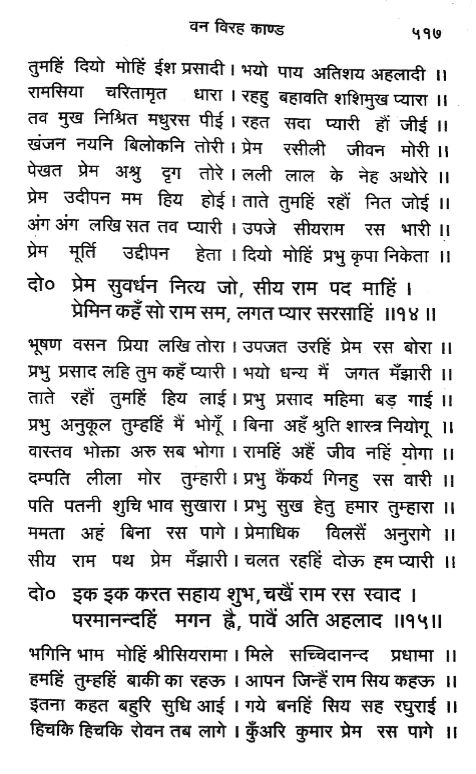 वन विरह काण्ड ५१७
तुमहिं दियो मोहिं ईश प्रसादी । भयो पाय अतिशय अहलादी ॥
रामसिया चरितामृत धारा । रहहु बहावति शशिमुख प्यारा ॥
तव मुख निश्रित मधुरस पीई । रहत सदा प्यारी हौं जीई ॥
खंजन नयनि बिलोकनि तोरी । प्रेम रसीली जीवन मोरी ॥
पेखत प्रेम अश्रु दृग तोरे । लली लाल के नेह अथोरे ॥
प्रेम उदीपन मम हिय होई । ताते तुमहिं रहौं नित जोई ॥
अंग अंग लखि सत तव प्यारी । उपजे सीयराम रस भारी ॥
प्रेम मूर्ति उद्दीपन हेता । दियो मोहिं प्रभु कृपा निकेता ॥
दो० प्रेम सुवर्धन नित्य जो, सीय राम पद माहिं ।
प्रेमिन कहँ सो राम सम, लगत प्यार सरसाहिं ॥१४॥
भूषण वसन प्रिया लखि तोरा । उपजत उरहिं प्रेम रस बोरा ॥
प्रभु प्रसाद लहि तुम कहँ प्यारी । भयो धन्य मैं जगत मँझारी ॥
ताते रहौं तुमहिं हिय लाई । प्रभु प्रसाद महिमा बड़ गाई ॥
प्रभु अनुकूल तुम्हहिं मैं भोगूँ । बिना अहँ श्रुति शास्त्र नियोगू ॥
वास्तव भोक्ता अरु सब भोगा । रामहिं अहैं जीव नहिं योगा ॥
दम्पति लीला मोर तुम्हारी । प्रभु कैंकर्य गिनहु रस वारी ॥
पति पतनी शुचि भाव सुखारा । प्रभु सुख हेतु हमार तुम्हारा ॥
ममता अहं बिना रस पागे । प्रेमाधिक विलसैं अनुरागे ॥
सीय राम पथ प्रेम मँझारी । चलत रहहिं दोऊ हम प्यारी ॥
दो० इक इक करत सहाय शुभ, चखैं राम रस स्वाद ।
परमानन्दहिं मगन ह्वै, पावैं अति अहलाद ॥१५॥
भगिनि भाम मोहिं श्रीसियरामा । मिले सच्चिदानन्द प्रधामा ॥
हमहिं तुम्हहिं बाकी का रहऊ । आपन जिन्हें राम सिय कहऊ ॥
इतना कहत बहुरि सुधि आई । गये बनहिं सिय सह रघुराई ॥
हिचकि हिचकि रोवन तब लागे । कुँअरि कुमार प्रेम रस पागे ॥